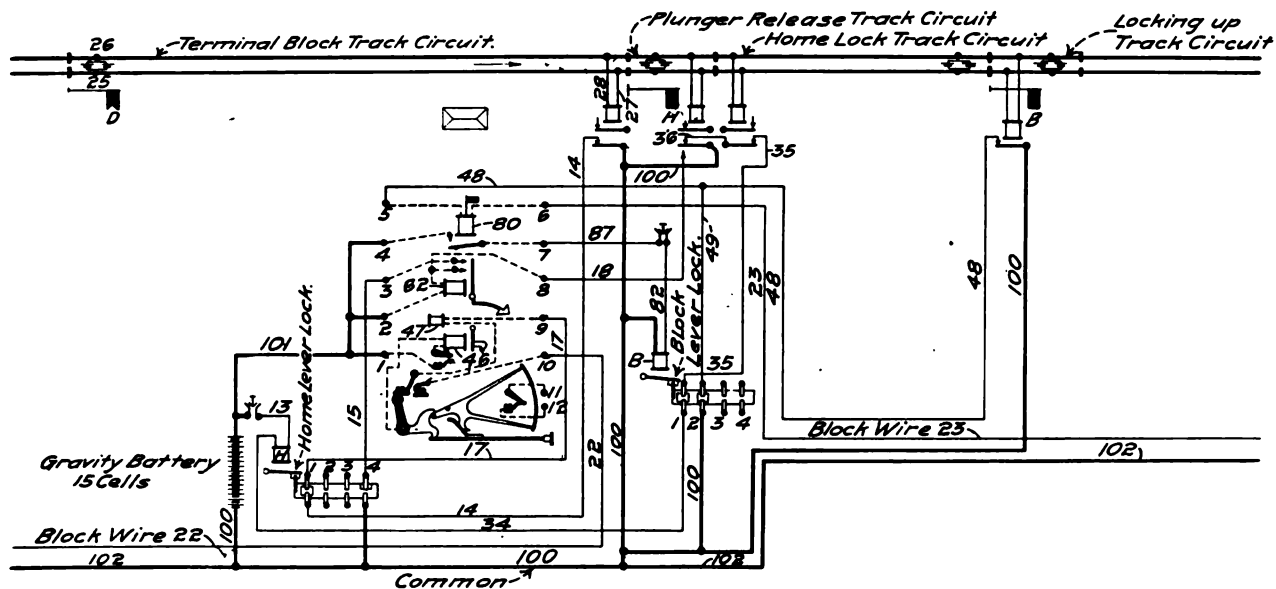 Plunger Release Track Circuit
Locking up
Track Circuit
26
Terminal Block Track Circuit.
Home Lock Track Circuit
25
D
28
27
H
B
36
35
14
100
48
5
6
80
87
49
4
7
23
48
48
100
3
62
18
8
82
Block
Lever Lock.
2
47
9
101
17
B
35
1
46
10
Home Lever Lock.
11
12
13
15
1 2 3 4
Block Wire 23
H
17
22
100
102
Gravity Battery
15 Cells
1 2 3 4
100
100
14
34
Block Wire 22
102
100
102
Common